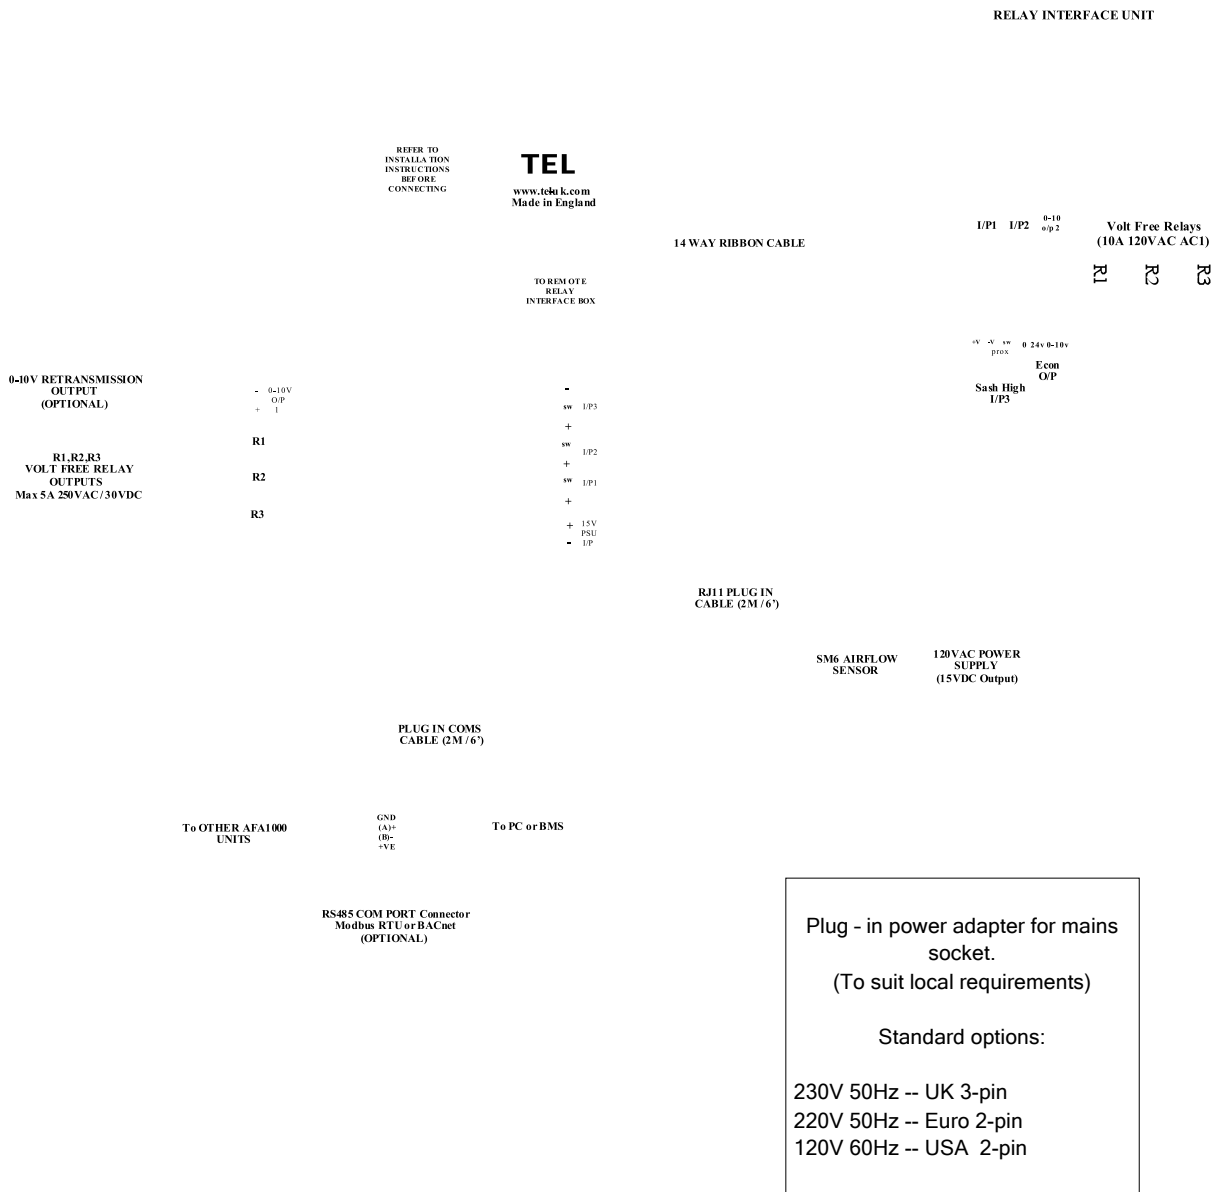 RELAY INTERFACE UNIT
REFER TO
INSTALLATION
INSTRUCTIONS
BEFORE
CONNECTING
TEL
www.tel-uk.com
Made in England
14 WAY RIBBON CABLE
I/P1 I/P2
0-10
o/p 2
Volt Free Relays
(10A 120VAC AC1)
R1 R2 R3
TO REMOTE
RELAY
INTERFACE BOX
+V -V sw
prox
0 24v 0-10v
Econ
O/P
Sash High
I/P3
0-10V RETRANSMISSION
OUTPUT
(OPTIONAL)
- 0-10V
O/P
+ 1
R1
R1,R2,R3
VOLT FREE RELAY
OUTPUTS
Max 5A 250VAC / 30VDC
R2
R3
-
sw I/P3
+
sw
I/P2
+
sw I/P1
+
+ 15V
PSU
- I/P
RJ11 PLUG IN
CABLE (2M / 6’)
SM6 AIRFLOW
SENSOR
120VAC POWER
SUPPLY
(15VDC Output)
PLUG IN COMS
CABLE (2M / 6’)
To OTHER AFA1000
UNITS
GND
(A)+
(B)-
+VE
To PC or BMS
RS485 COM PORT Connector
Modbus RTU or BACnet
(OPTIONAL)
Plug - in power adapter for mains
socket.
(To suit local requirements)
Standard options:
230V 50Hz -- UK 3-pin
220V 50Hz -- Euro 2-pin
120V 60Hz -- USA 2-pin